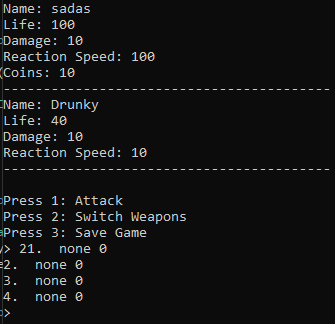 Name: sadas
Life: 100
Damage: 10
Reaction Speed: 100
Coins: 10
-----------------------------------------
Name: Drunky
Life: 40
Damage: 10
Reaction Speed: 10
-----------------------------------------
Press 1: Attack
Press 2: Switch Weapons
Press 3: Save Game
> 21.  none 0
2.  none 0
3.  none 0
4.  none 0
>